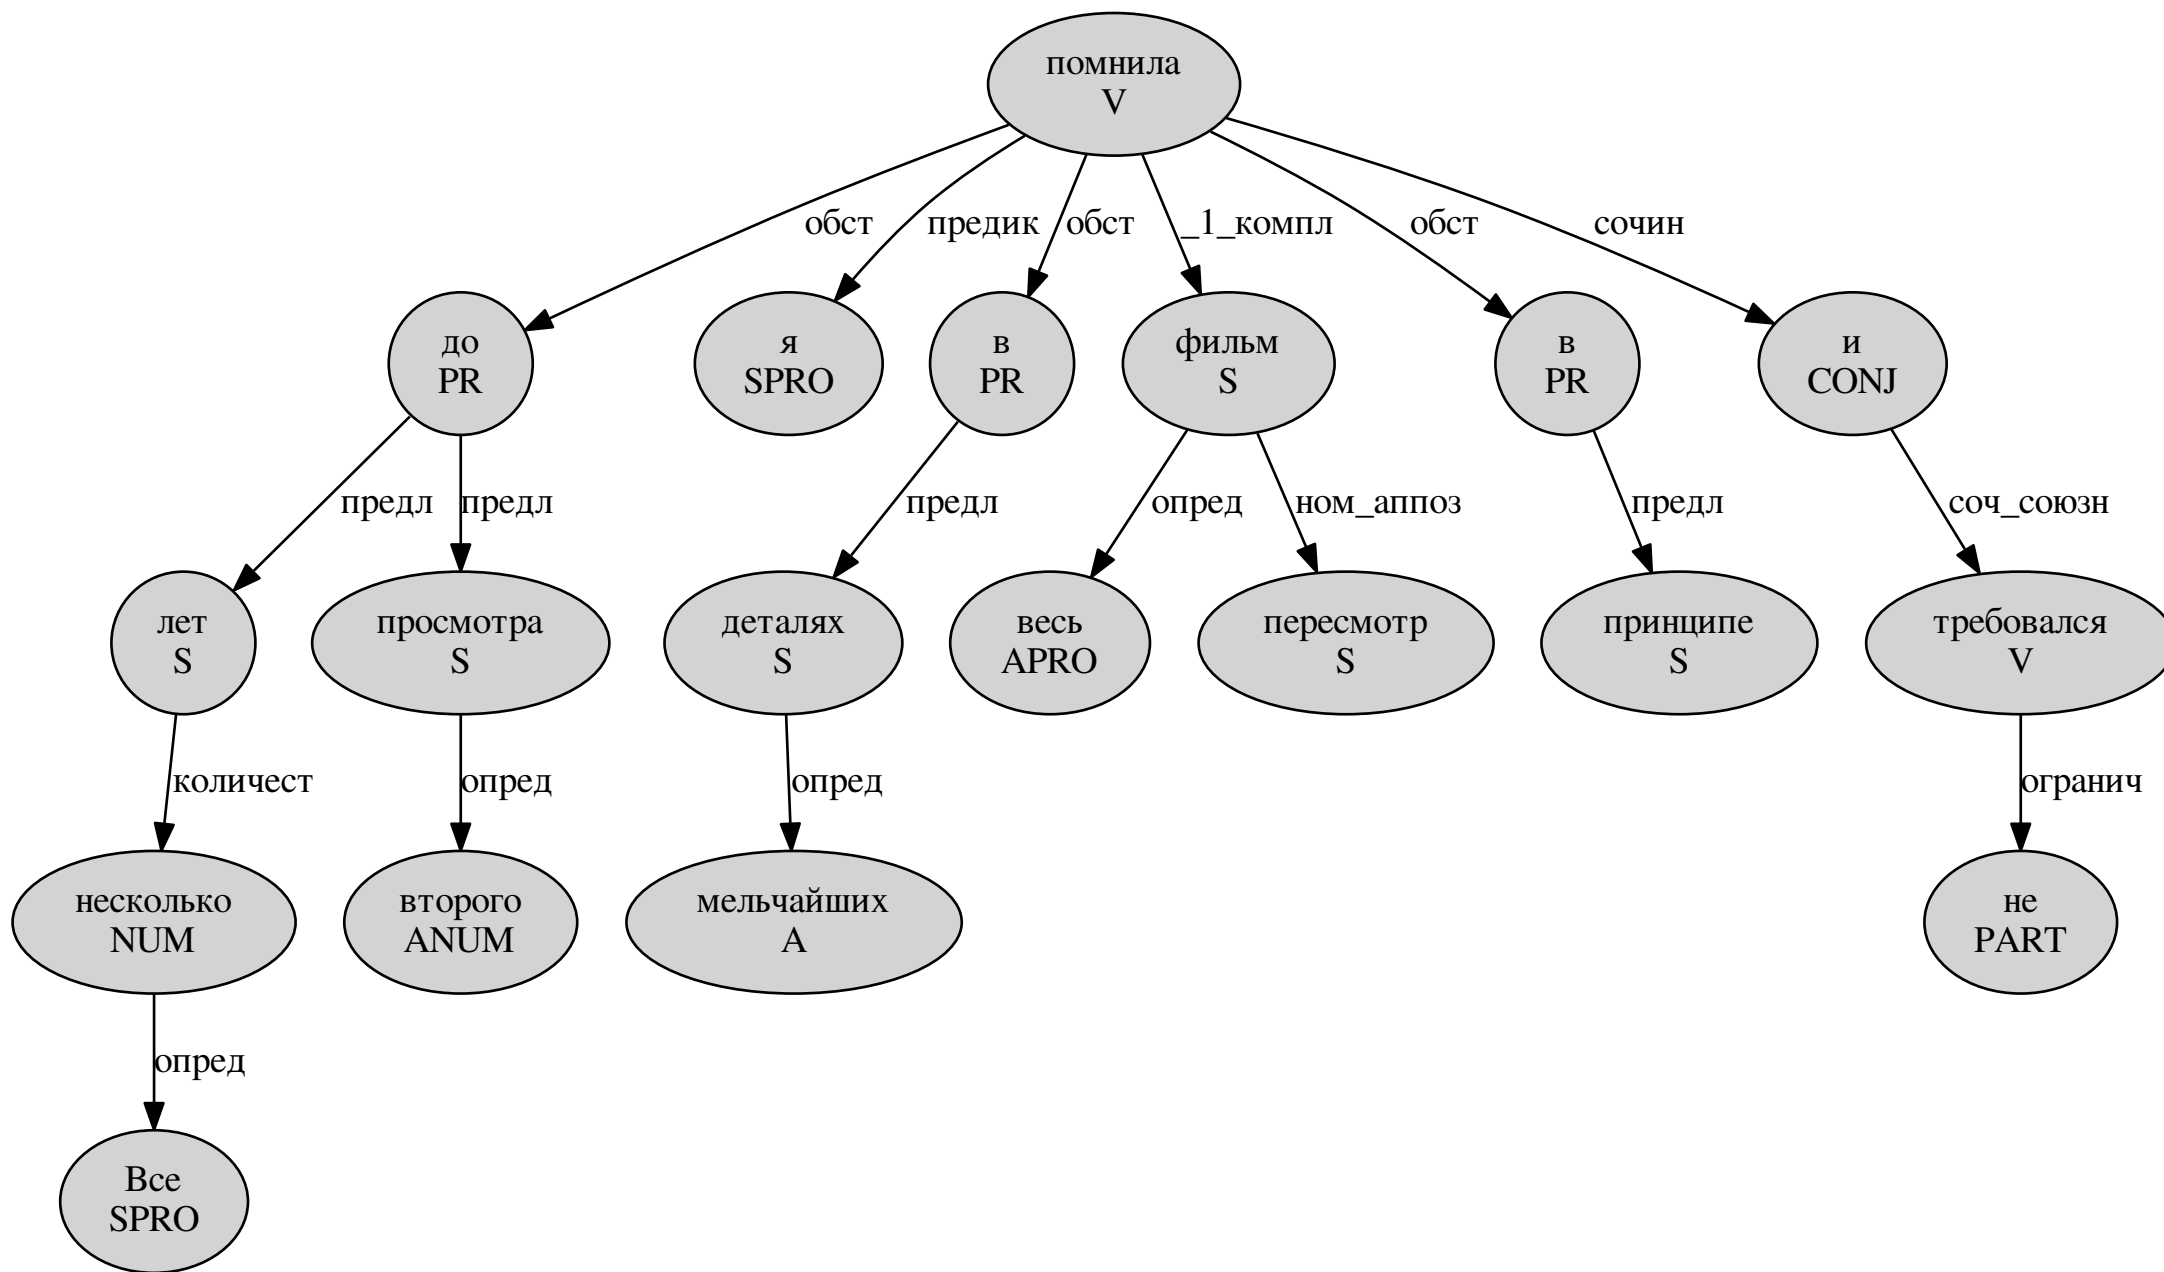 помнила
V
обст
предик
обст
_1_компл
обст
сочин
до
PR
я
SPRO
в
PR
фильм
S
в
PR
и
CONJ
предл
предл
предл
опред
ном_аппоз
предл
соч_союзн
лет
S
просмотра
S
деталях
S
весь
APRO
пересмотр
S
принципе
S
требовался
V
количест
опред
опред
огранич
несколько
NUM
второго
ANUM
мельчайших
A
не
PART
опред
Все
SPRO